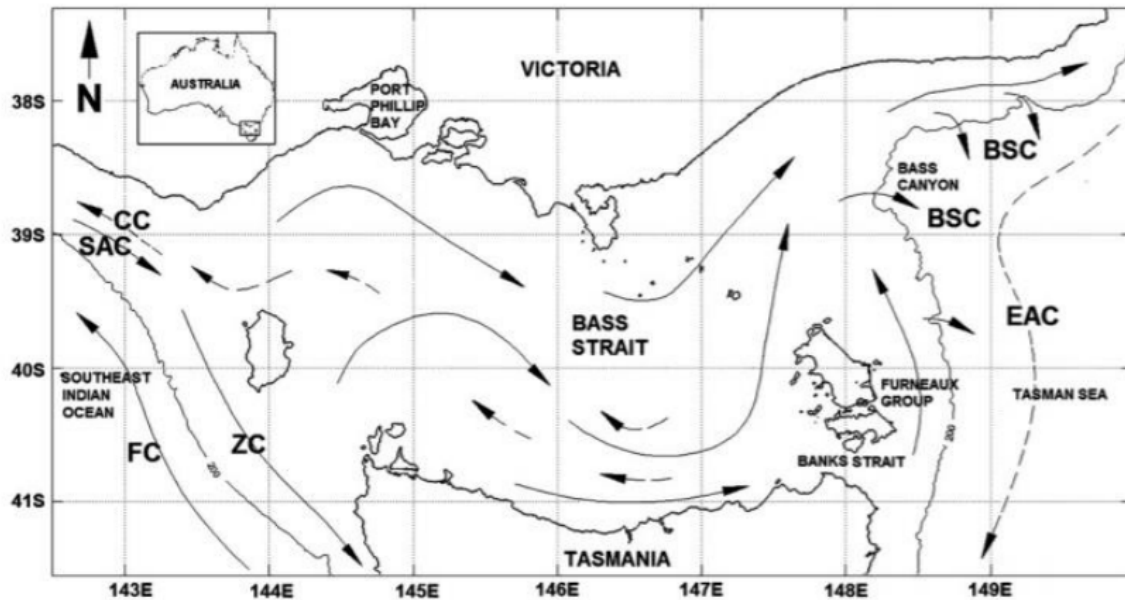 N
AUSTRALIA
VICTORIA
PORT
PHILLIP
BAY
38S
BSC
BASS
CANYON
BSC
CC
SAC
39S
BASS
STRAIT
EAC
40S
SOUTHEAST
INDIAN
OCEAN
FURNEAUX
GROUP
TASMAN SEA
FC
ZC
200
200
BANKS STRAIT
41S
TASMANIA
143E
144E
145E
146E
147E
148E
149E